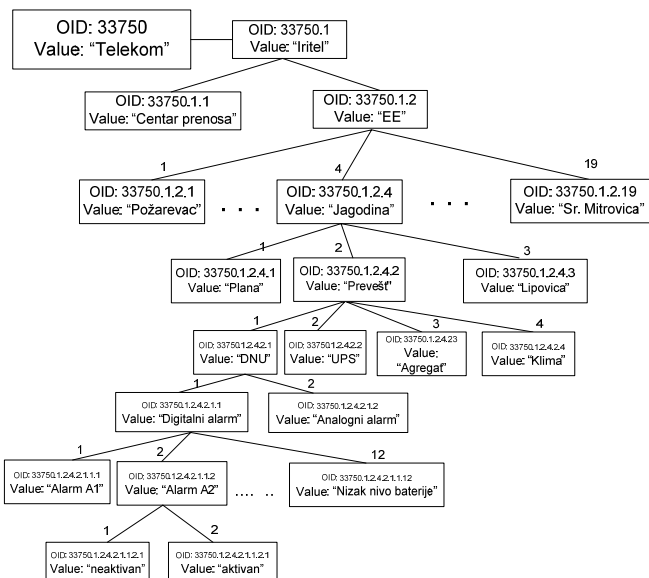 OID: 33750
Value: “Telekom”
OID: 33750.1
Value: “Iritel”
OID: 33750.1.1
Value: “Centar prenosa”
OID: 33750.1.2
Value: “EE”
1
4
19
OID: 33750.1.2.1
Value: “Požarevac”
. . .
OID: 33750.1.2.4
Value: “Jagodina”
. . .
OID: 33750.1.2.19
Value: “Sr. Mitrovica”
1
2
3
OID: 33750.1.2.4.1
Value: “Plana”
OID: 33750.1.2.4.2
Value: “Prevešt”
OID: 33750.1.2.4.3
Value: “Lipovica”
1
2
3
4
OID: 33750.1.2.4.2.1
Value: “DNU”
OID: 33750.1.2.4.2.2
Value: “UPS”
OID: 33750.1.2.4.23
Value:
“Agregat”
OID: 33750.1.2.4.2.4
Value: “Klima”
1
2
OID: 33750.1.2.4.2.1.1
Value: “Digitalni alarm”
OID: 33750.1.2.4.2.1.2
Value: “Analogni alarm”
1
2
12
OID: 33750.1.2.4.2.1.1.1
Value: “Alarm A1”
OID: 33750.1.2.4.2.1.1.2
Value: “Alarm A2”
.... ..
OID: 33750.1.2.4.2.1.1.12
Value: “Nizak nivo baterije”
1
2
OID: 33750.1.2.4.2.1.1.2.1
Value: “neaktivan”
OID: 33750.1.2.4.2.1.1.2.1
Value: “aktivan”